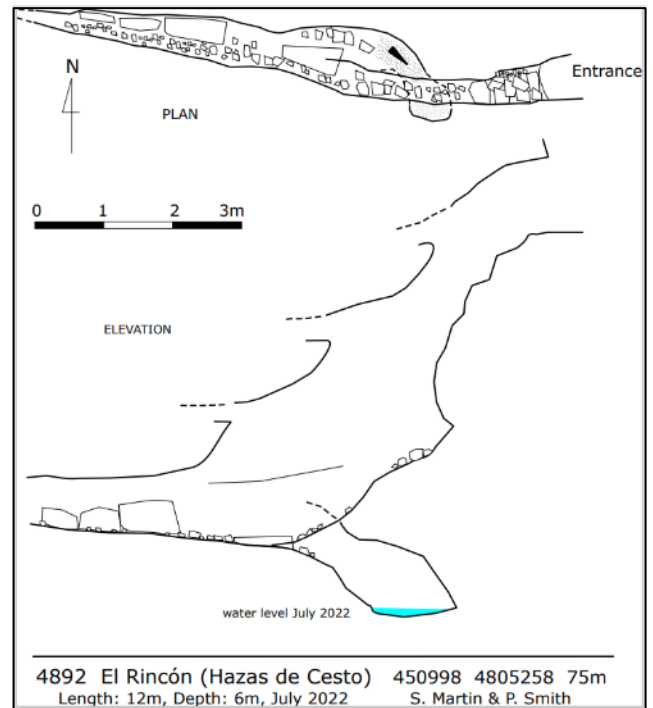 Entrance
N
PLAN
0 1 2 3m
ELEVATION
water level July 2022
4892 El Rincón (Hazas de Cesto) 450998 4805258 75m
Length: 12m, Depth: 6m, July 2022 S. Martin & P. Smith